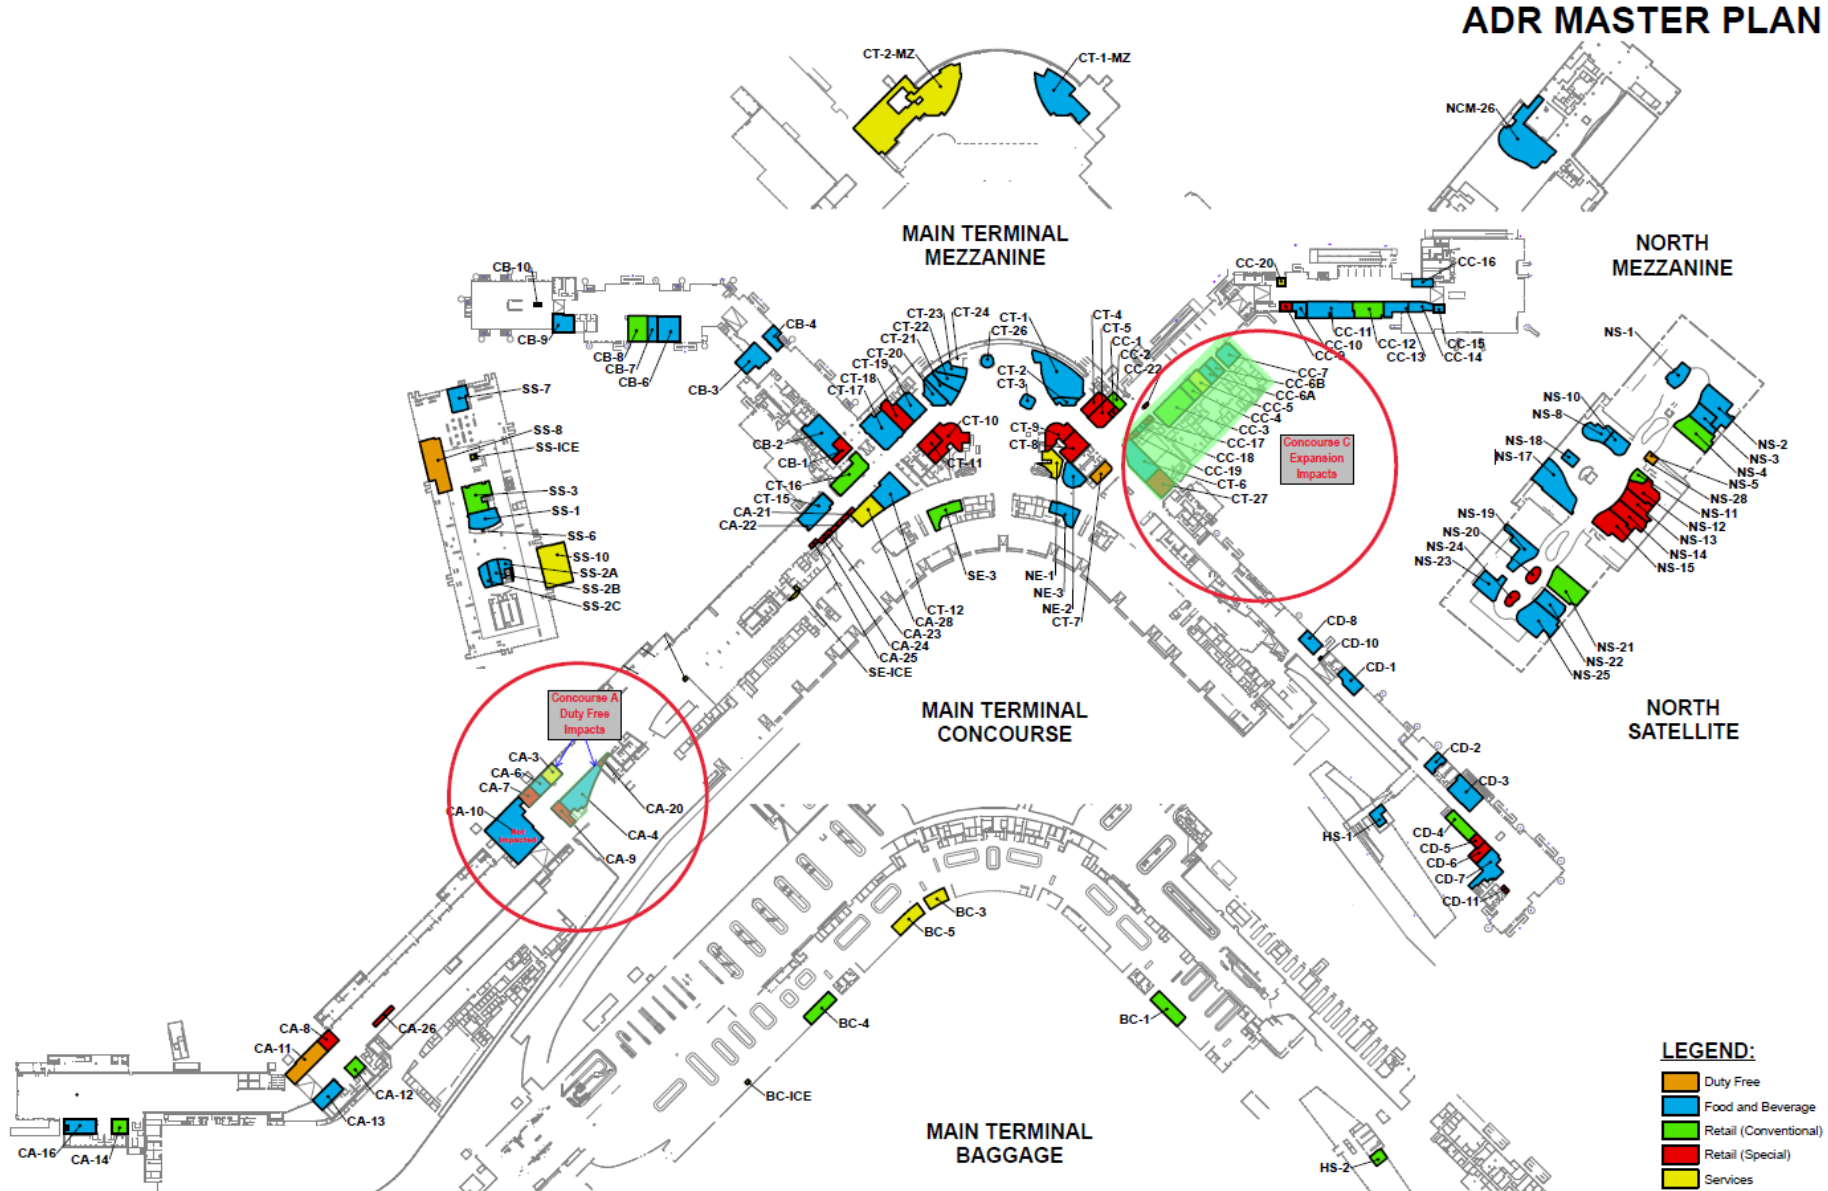 ADR MASTER PLAN
CT-2-MZ
CT-1-MZ
NCM-26
MAIN TERMINAL
MEZZANINE
NORTH
MEZZANINE
CB-10
CB-9
CB-8
CB-7
CB-6
CB-4
CB-3
CB-2
CB-1
CT-24
CT-23
CT-22
CT-21
CT-20
CT-19
CT-18
CT-17
CT-16
CT-15
CA-21
CA-22
CT-1
CT-26
CT-2
CT-3
CT-4
CT-5
CC-1
CC-2
CC-22
CT-10
CT-11
CT-9
CT-8
CC-20
CC-16
CC-9
CC-10
CC-11
CC-12
CC-13
CC-15
CC-14
CC-7
CC-6B
CC-6A
CC-5
CC-4
CC-3
CC-17
CC-18
CC-19
CT-6
CT-27
Concourse C
Expansion
Impacts
SS-7
SS-8
SS-ICE
SS-3
SS-1
SS-6
SS-10
SS-2A
SS-2B
SS-2C
SE-3
NE-1
NE-3
NE-2
CT-7
CT-12
CA-28
CA-23
CA-24
CA-25
SE-ICE
NS-1
NS-10
NS-8
NS-18
NS-17
NS-2
NS-3
NS-4
NS-5
NS-28
NS-11
NS-12
NS-13
NS-14
NS-15
NS-19
NS-20
NS-24
NS-23
NS-21
NS-22
NS-25
NORTH
SATELLITE
MAIN TERMINAL
CONCOURSE
CD-8
CD-10
CD-1
CD-2
CD-3
CD-4
CD-5
CD-6
CD-7
CD-11
HS-1
Concourse A
Duty Free
Impacts
CA-3
CA-6
CA-7
CA-10
Not
Impacted
CA-20
CA-4
CA-9
BC-3
BC-5
BC-4
BC-1
BC-ICE
CA-8
CA-26
CA-11
CA-12
CA-13
CA-16
CA-14
MAIN TERMINAL
BAGGAGE
HS-2
LEGEND:
Duty Free
Food and Beverage
Retail (Conventional)
Retail (Special)
Services